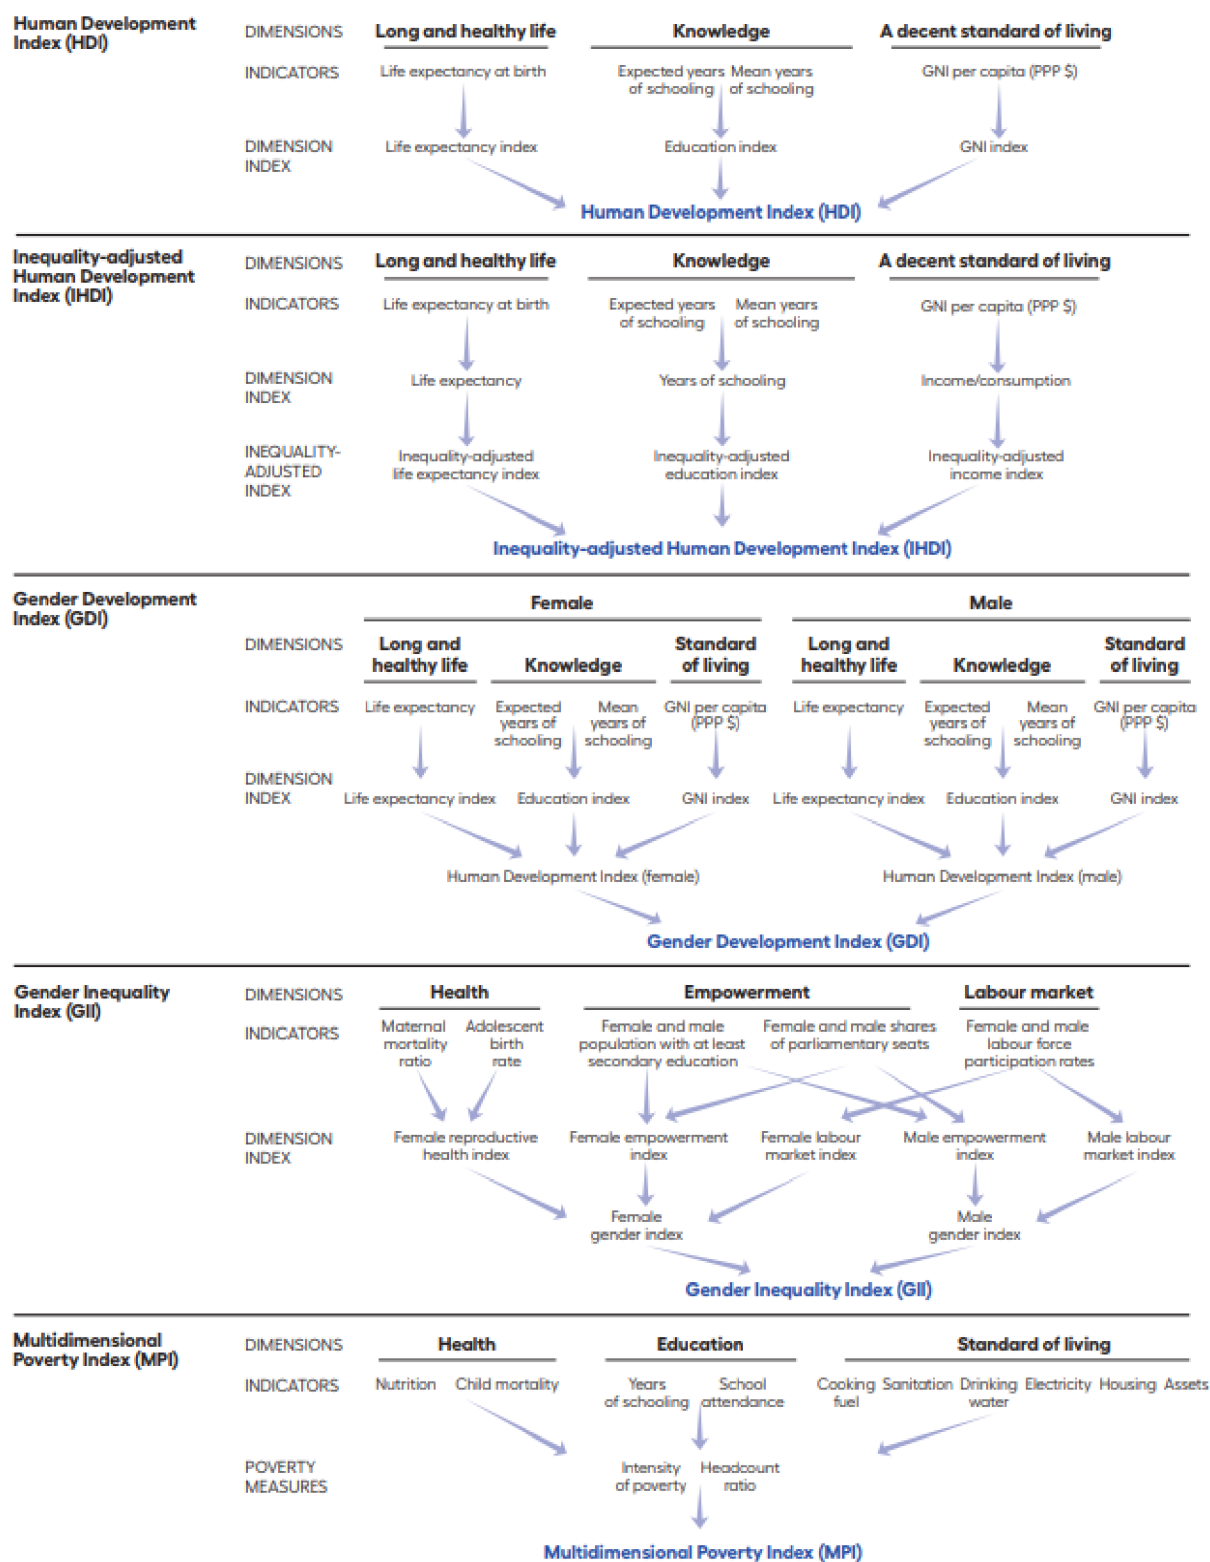 Human Development
Index (HDI)
DIMENSIONS
Long and healthy life
Knowledge
A decent standard of living
INDICATORS
Life expectancy at birth
Expected years
of schooling
Mean years
of schooling
GNI per capita (PPP $)
DIMENSION
INDEX
Life expectancy index
Education index
GNI index
Human Development Index (HDI)
Inequality-adjusted
Human Development
Index (IHDI)
DIMENSIONS
Long and healthy life
Knowledge
A decent standard of living
INDICATORS
Life expectancy at birth
Expected years
of schooling
Mean years
of schooling
GNI per capita (PPP $)
DIMENSION
INDEX
Life expectancy
Years of schooling
Income/consumption
INEQUALITY-
ADJUSTED
INDEX
Inequality-adjusted
life expectancy index
Inequality-adjusted
education index
Inequality-adjusted
income index
Inequality-adjusted Human Development Index (IHDI)
Gender Development
Index (GDI)
Female
Male
DIMENSIONS
Long and
healthy life
Knowledge
Standard
of living
Long and
healthy life
Knowledge
Standard
of living
INDICATORS
Life expectancy
Expected
years of
schooling
Mean
years of
schooling
GNI per capita
(PPP $)
Life expectancy
Expected
years of
schooling
Mean
years of
schooling
GNI per capita
(PPP $)
DIMENSION
INDEX
Life expectancy index
Education index
GNI index
Life expectancy index
Education index
GNI index
Human Development Index (female)
Human Development Index (male)
Gender Development Index (GDI)
Gender Inequality
Index (GII)
DIMENSIONS
Health
Empowerment
Labour market
INDICATORS
Maternal
mortality
ratio
Adolescent
birth
rate
Female and male
population with at least
secondary education
Female and male shares
of parliamentary seats
Female and male
labour force
participation rates
DIMENSION
INDEX
Female reproductive
health index
Female empowerment
index
Female labour
market index
Male empowerment
index
Male labour
market index
Female
gender index
Male
gender index
Gender Inequality Index (GII)
Multidimensional
Poverty Index (MPI)
DIMENSIONS
Health
Education
Standard of living
INDICATORS
Nutrition
Child mortality
Years
of schooling
School
attendance
Cooking
fuel
Sanitation
Drinking
water
Electricity
Housing
Assets
POVERTY
MEASURES
Intensity
of poverty
Headcount
ratio
Multidimensional Poverty Index (MPI)